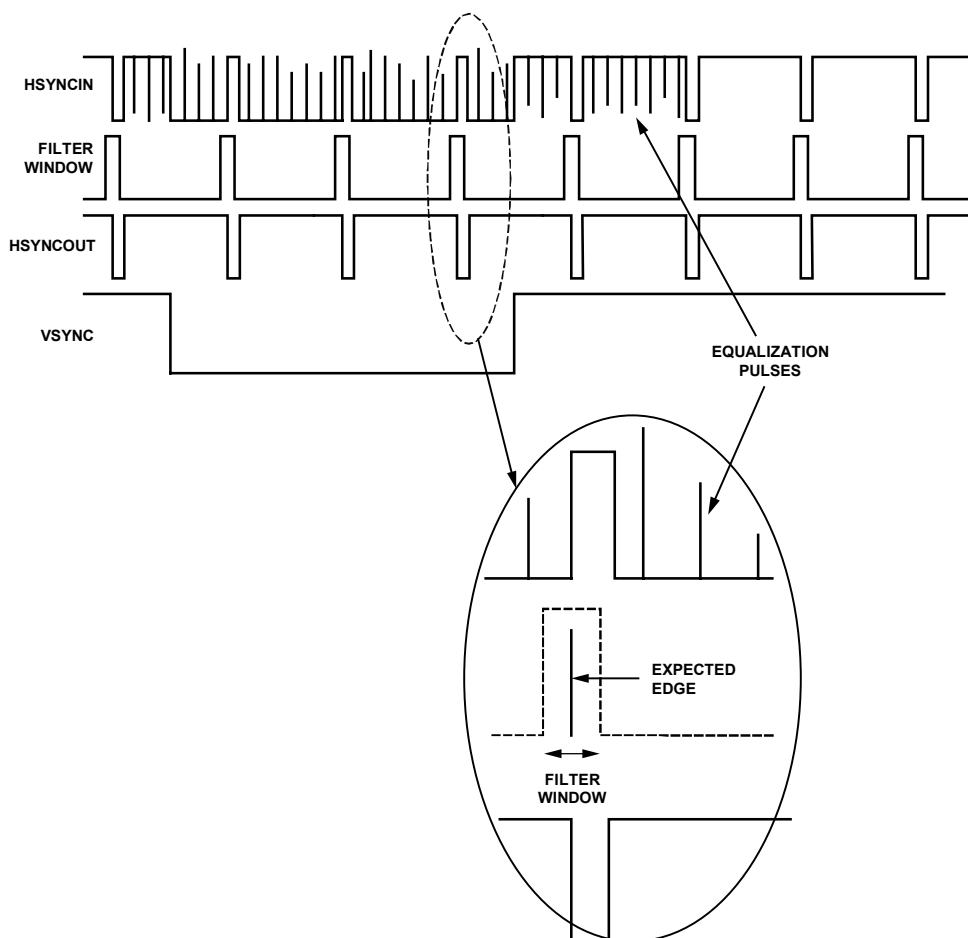 HSYNCIN
FILTER
WINDOW
HSYNCOUT
VSYNC
EQUALIZATION
PULSES
EXPECTED
EDGE
FILTER
WINDOW